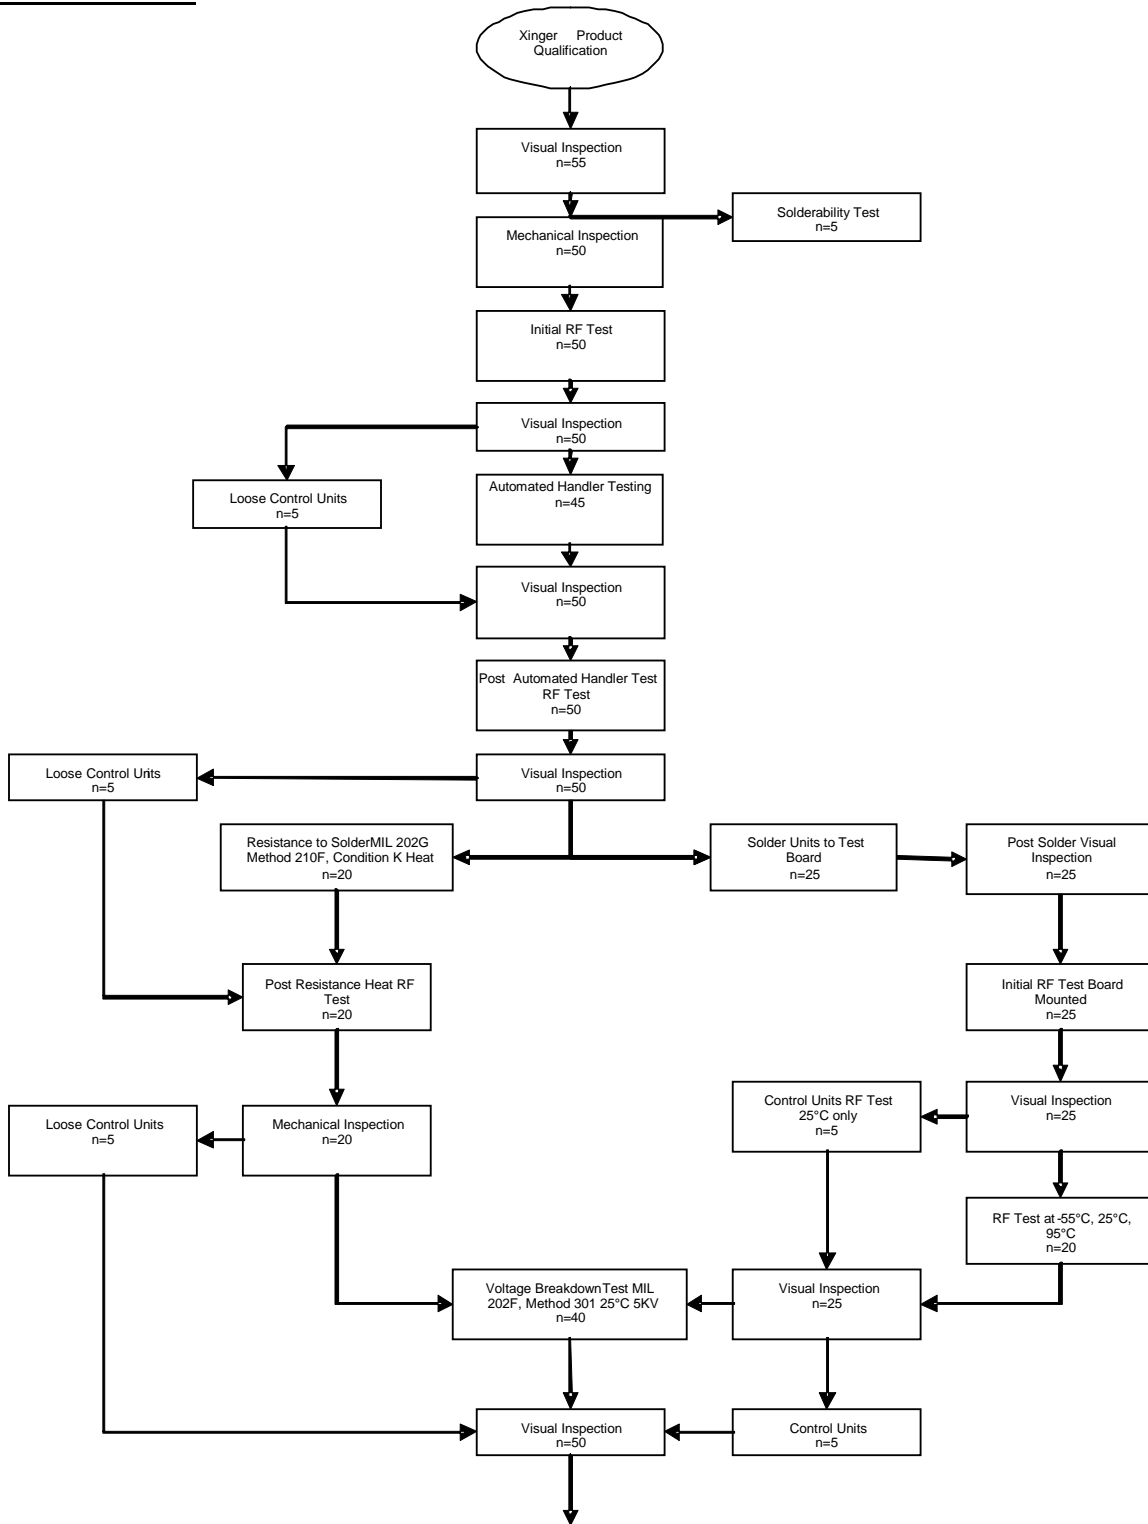 Xinger Product
Qualification
Visual Inspection
n=55
Solderability Test
n=5
Mechanical Inspection
n=50
Initial RF Test
n=50
Visual Inspection
n=50
Automated Handler Testing
n=45
Loose Control Units
n=5
Visual Inspection
n=50
Post Automated Handler Test
RF Test
n=50
Visual Inspection
n=50
Loose Control Units
n=5
Resistance to SolderMIL 202G
Method 210F, Condition K Heat
n=20
Solder Units to Test
Board
n=25
Post Solder Visual
Inspection
n=25
Post Resistance Heat RF
Test
n=20
Initial RF Test Board
Mounted
n=25
Loose Control Units
n=5
Mechanical Inspection
n=20
Control Units RF Test
25°C only
n=5
Visual Inspection
n=25
RF Test at -55°C, 25°C,
95°C
n=20
Voltage BreakdownTest MIL
202F, Method 301 25°C 5KV
n=40
Visual Inspection
n=25
Visual Inspection
n=50
Control Units
n=5